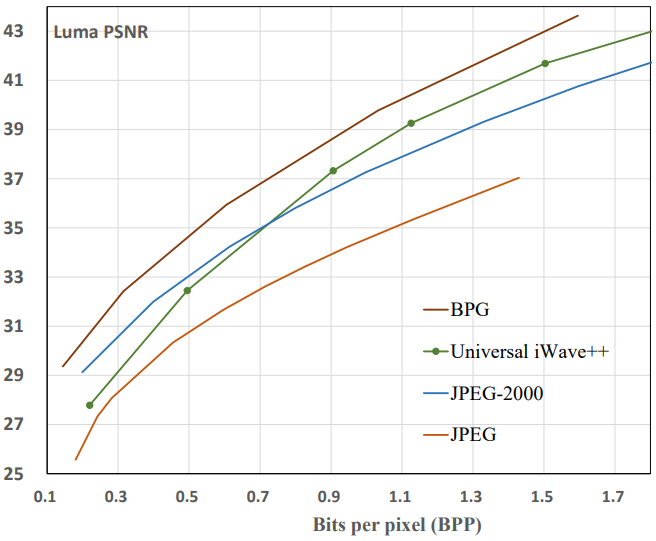 Luma PSNR
43
41
39
37
35
33
31
29
27
25
BPG
Universal iWave++
JPEG-2000
JPEG
0.1 0.3 0.5 0.7 0.9 1.1 1.3 1.5 1.7
Bits per pixel (BPP)